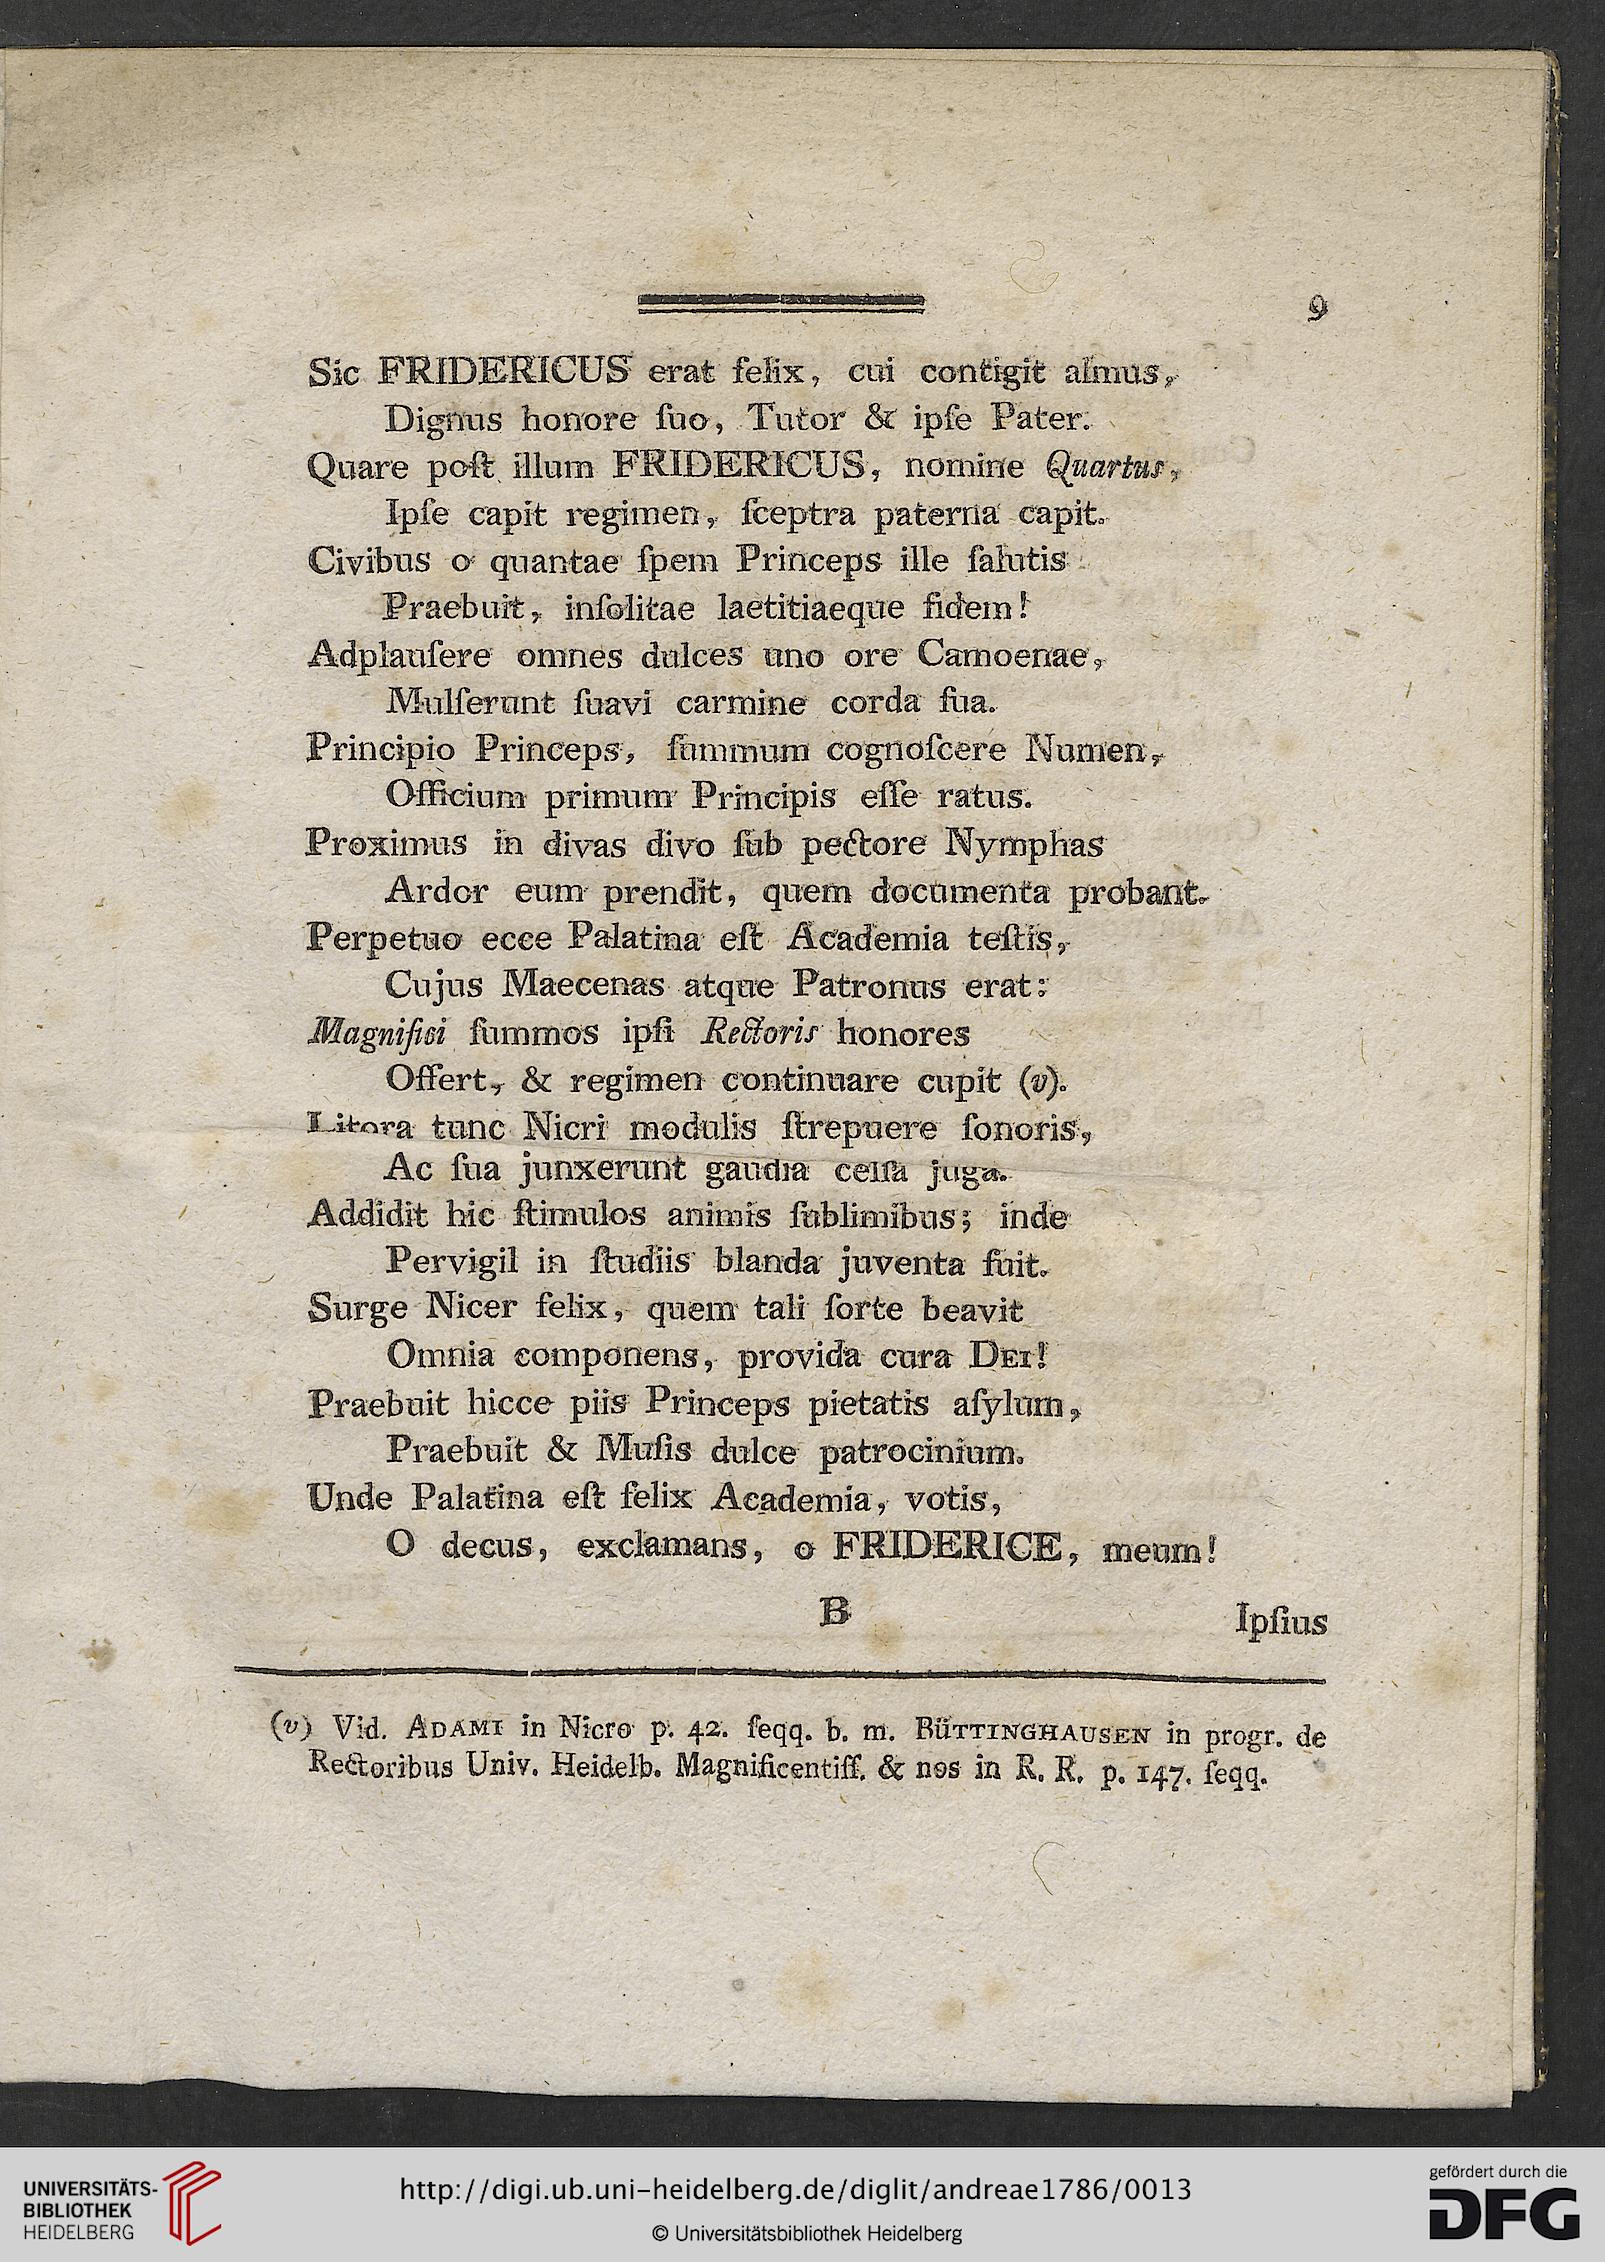 9
Sic FRIDERICUS erat felix, cui contigit almus,
Dignus honore ſuo, Tutor & ipſe Pater.
Quare poſt illum FRIDERICUS, nomine Quartus,
Ipſe capit regimen, ſceptra paterna capit.
Civibus o quantae ſpem Princeps ille ſalutis
Praebuit, inſolitae laetitiaeque fidem!
Adplauſere omnes dulces uno ore Camoenae,
Mulſerunt ſuavi carmine corda ſua.
Principio Princeps, ſummum cognoſcere Numen,
Officium primum Principis eſſe ratus.
Proximus in divas divo ſub pectore Nymphas
Ardor eum prendit, quem documenta probant.
Perpetuo ecce Palatina eſt Academia teſtis,
Cujus Maecenas atque Patronus erat:
Magnifici ſummos ipſi Rectoris honores
Offert, & regimen continuare cupit (v).
Litora tunc Nicri modulis ſtrepuere ſonoris,
Ac ſua junxerunt gaudia celſa juga.
Addidit hic ſtimulos animis ſublimibus; inde
Pervigil in ſtudiis blanda juventa fuit.
Surge Nicer felix, quem tali ſorte beavit
Omnia componens, provida cura DEI!
Praebuit hicce piis Princeps pietatis aſylum,
Praebuit & Muſis dulce patrocinium.
Unde Palatina eſt felix Academia, votis,
O decus, exclamans, o FRIDERICE, meum!
B Ipſius
(v) Vid. ADAMI in Nicro p. 42. ſeqq. b. m. BÜTTINGHAUSEN in progr. de
Rectoribus Univ. Heidelb. Magnificentiſſ. & nos in R. R. p. 147. ſeqq.
UNIVERSITÄTS-
BIBLIOTHEK
HEIDELBERG
http://digi.ub.uni-heidelberg.de/diglit/andreae1786/0013
© Universitätsbibliothek Heidelberg
gefördert durch die
DFG